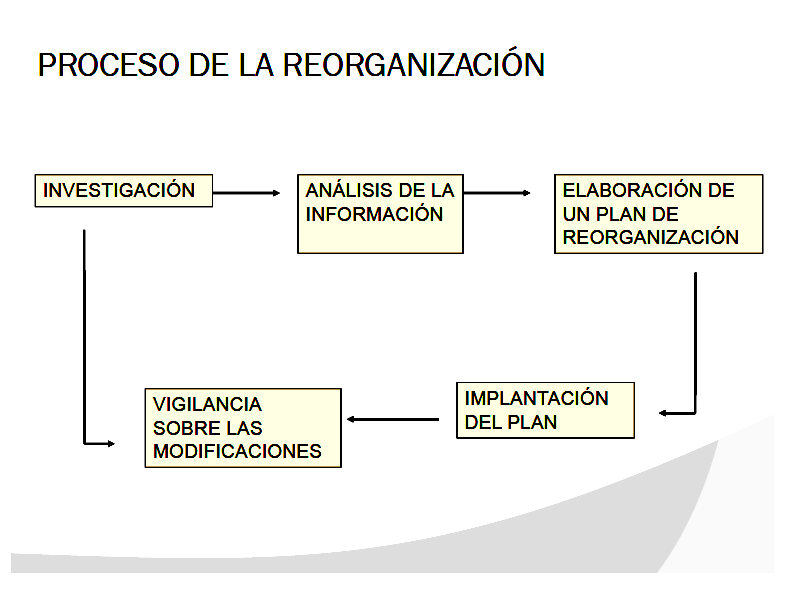 PROCESO DE LA REORGANIZACIÓN
INVESTIGACIÓN
ANÁLISIS DE LA
INFORMACIÓN
ELABORACIÓN DE
UN PLAN DE
REORGANIZACIÓN
VIGILANCIA
SOBRE LAS
MODIFICACIONES
IMPLANTACIÓN
DEL PLAN